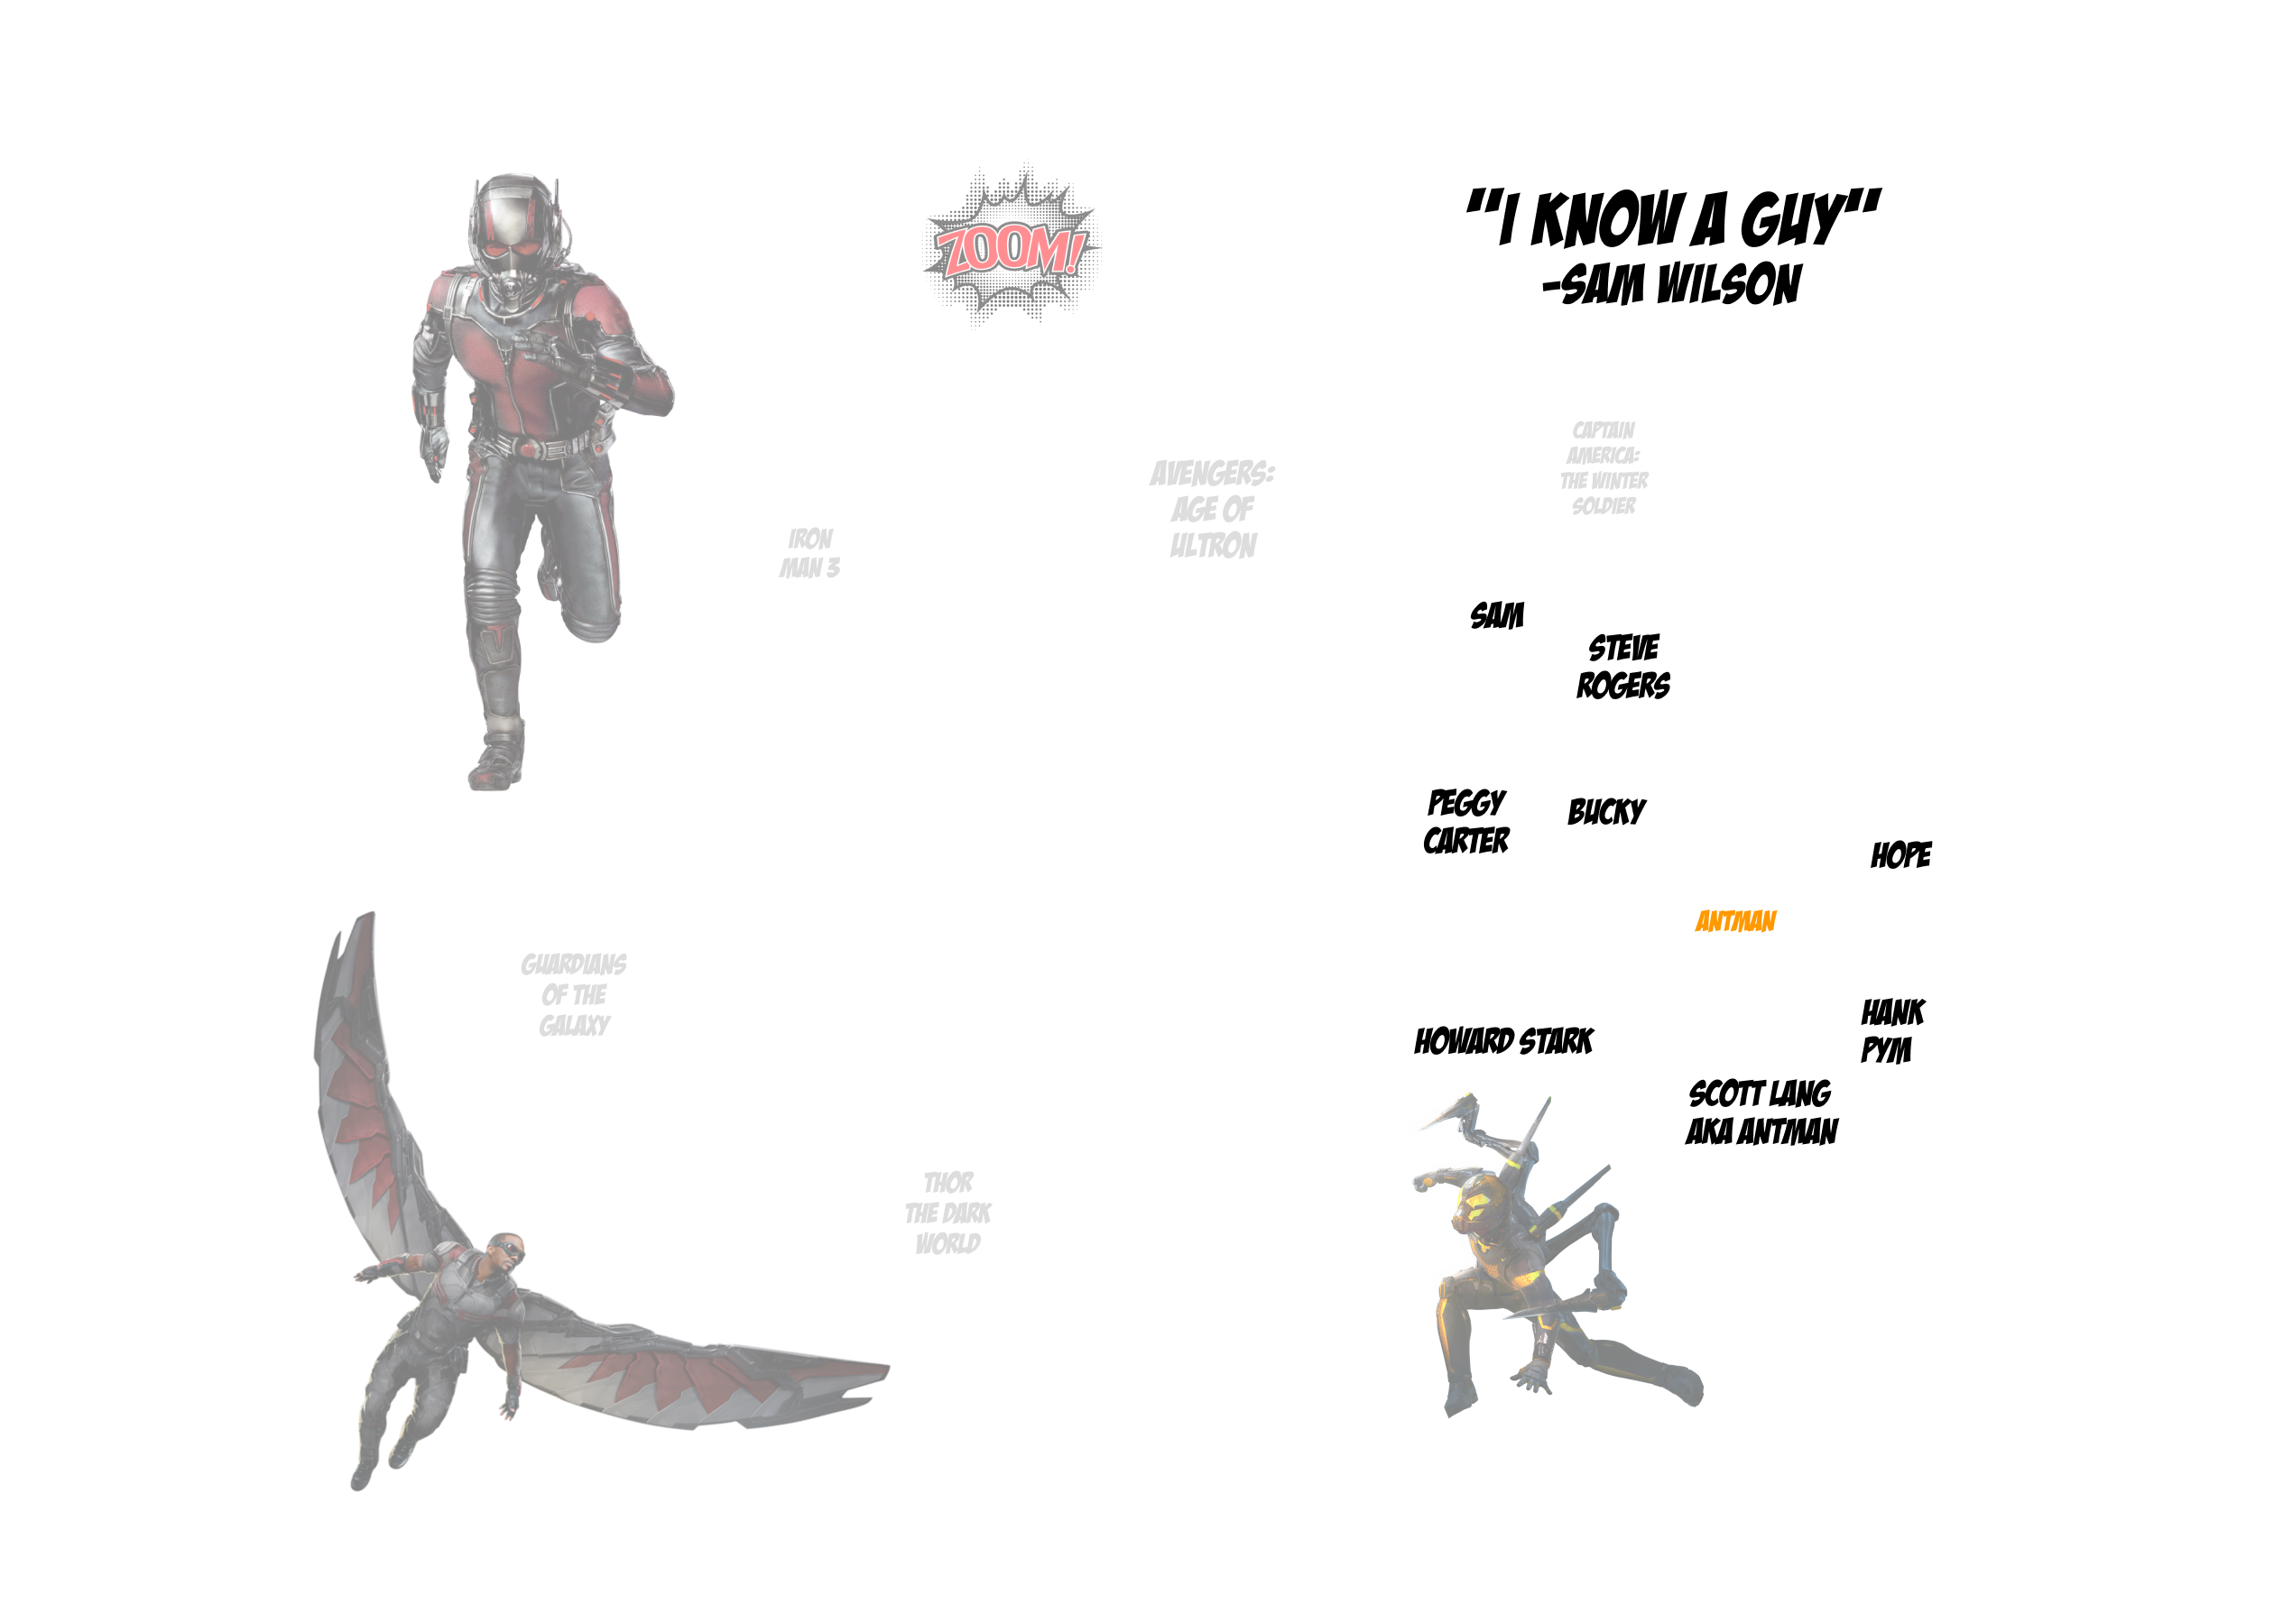 ZOOM!
"I KNOW A GUY"
-SAM WILSON
CAPTAIN
AMERICA:
THE WINTER
SOLDIER
AVENGERS:
AGE OF
ULTRON
IRON
MAN 3
SAM
STEVE
ROGERS
PEGGY
CARTER
BUCKY
HOPE
ANTMAN
GUARDIANS
OF THE
GALAXY
HANK
PYM
HOWARD STARK
SCOTT LANG
AKA ANTMAN
THOR
THE DARK
WORLD